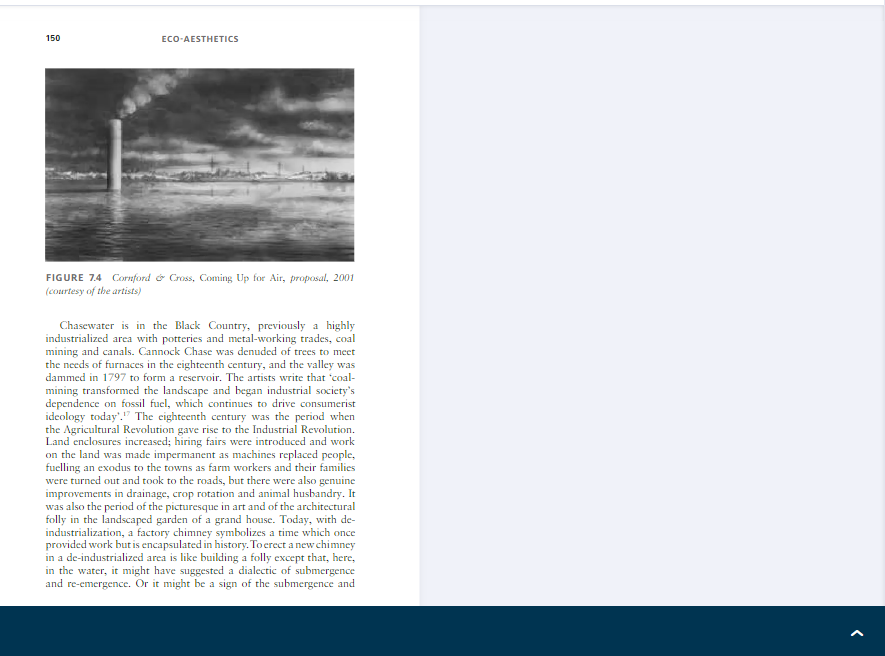 150
ECO-AESTHETICS
FIGURE 7.4 Cornford & Cross, Coming Up for Air, proposal, 2001
(courtesy of the artists)
Chasewater is in the Black Country, previously a highly
industrialized area with potteries and metal-working trades, coal
mining and canals. Cannock Chase was denuded of trees to meet
the needs of furnaces in the eighteenth century, and the valley was
dammed in 1797 to form a reservoir. The artists write that ‘coal-
mining transformed the landscape and began industrial society’s
dependence on fossil fuel, which continues to drive consumerist
ideology today’.17 The eighteenth century was the period when
the Agricultural Revolution gave rise to the Industrial Revolution.
Land enclosures increased; hiring fairs were introduced and work
on the land was made impermanent as machines replaced people,
fuelling an exodus to the towns as farm workers and their families
were turned out and took to the roads, but there were also genuine
improvements in drainage, crop rotation and animal husbandry. It
was also the period of the picturesque in art and of the architectural
folly in the landscaped garden of a grand house. Today, with de-
industrialization, a factory chimney symbolizes a time which once
provided work but is encapsulated in history. To erect a new chimney
in a de-industrialized area is like building a folly except that, here,
in the water, it might have suggested a dialectic of submergence
and re-emergence. Or it might be a sign of the submergence and